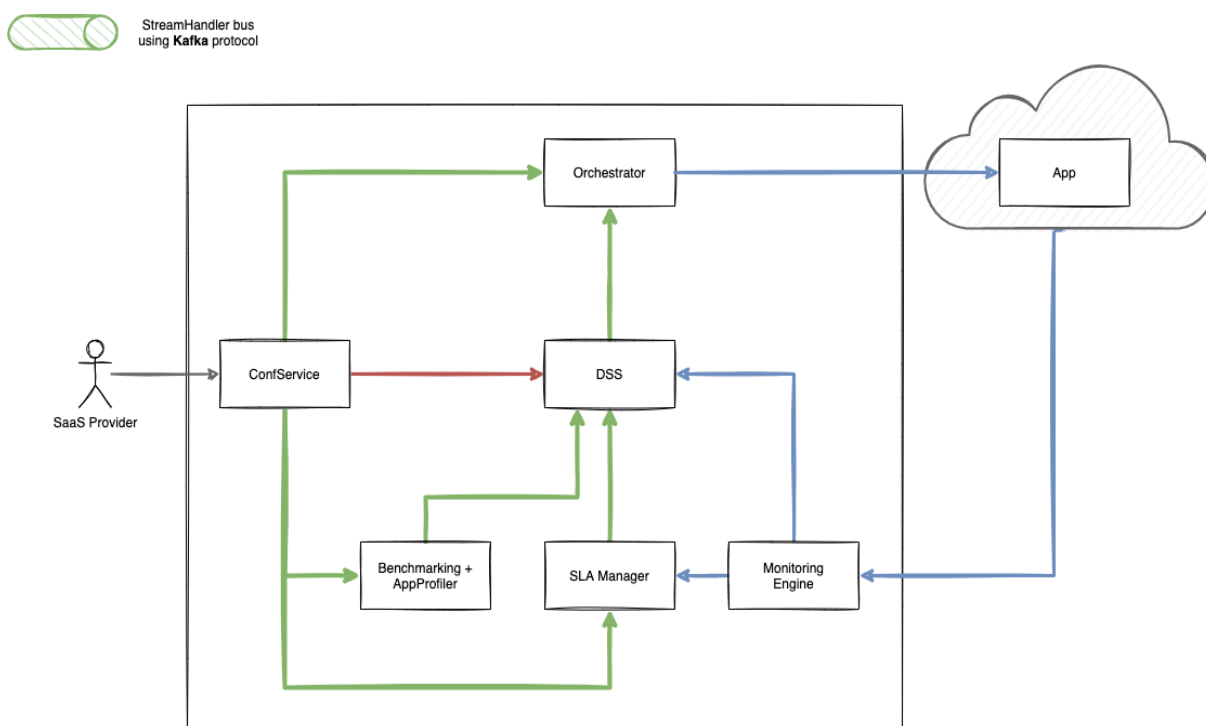 StreamHandler bus
using Kafka protocol
Orchestrator
App
ConfService
DSS
SaaS Provider
Benchmarking +
AppProfiler
SLA Manager
Monitoring
Engine